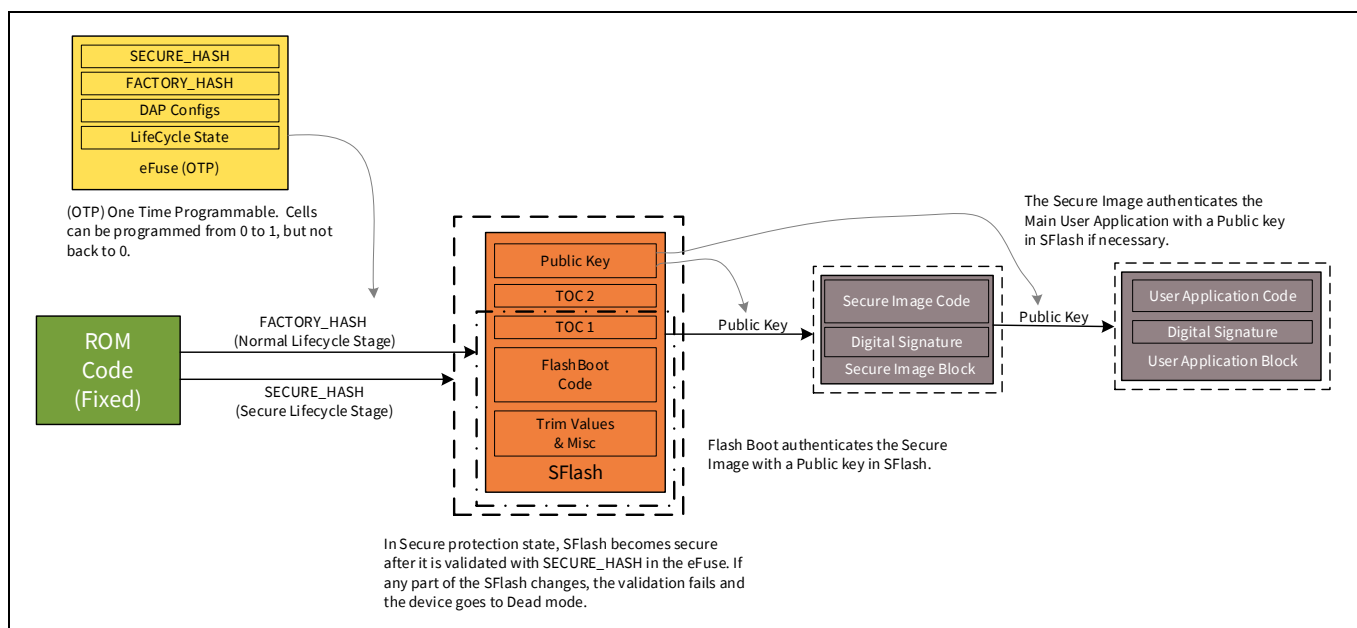 SECURE_HASH
FACTORY_HASH
DAP Configs
LifeCycle State
eFuse (OTP)
(OTP) One Time Programmable. Cells
can be programmed from 0 to 1, but not
back to 0.
ROM
Code
(Fixed)
FACTORY_HASH
(Normal Lifecycle Stage)
SECURE_HASH
(Secure Lifecycle Stage)
Public Key
TOC 2
TOC 1
FlashBoot
Code
Trim Values
& Misc
SFlash
In Secure protection state, SFlash becomes secure
after it is validated with SECURE_HASH in the eFuse. If
any part of the SFlash changes, the validation fails and
the device goes to Dead mode.
Public Key
Secure Image Code
Digital Signature
Secure Image Block
Flash Boot authenticates the Secure
Image with a Public key in SFlash.
Public Key
The Secure Image authenticates the
Main User Application with a Public key
in SFlash if necessary.
User Application Code
Digital Signature
User Application Block